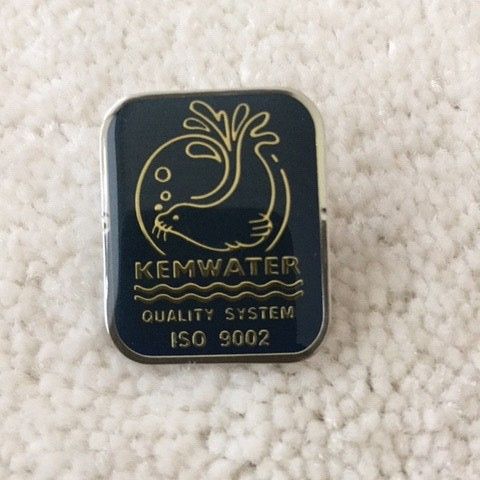 KEMWATER
QUALITY SYSTEM
ISO 9002